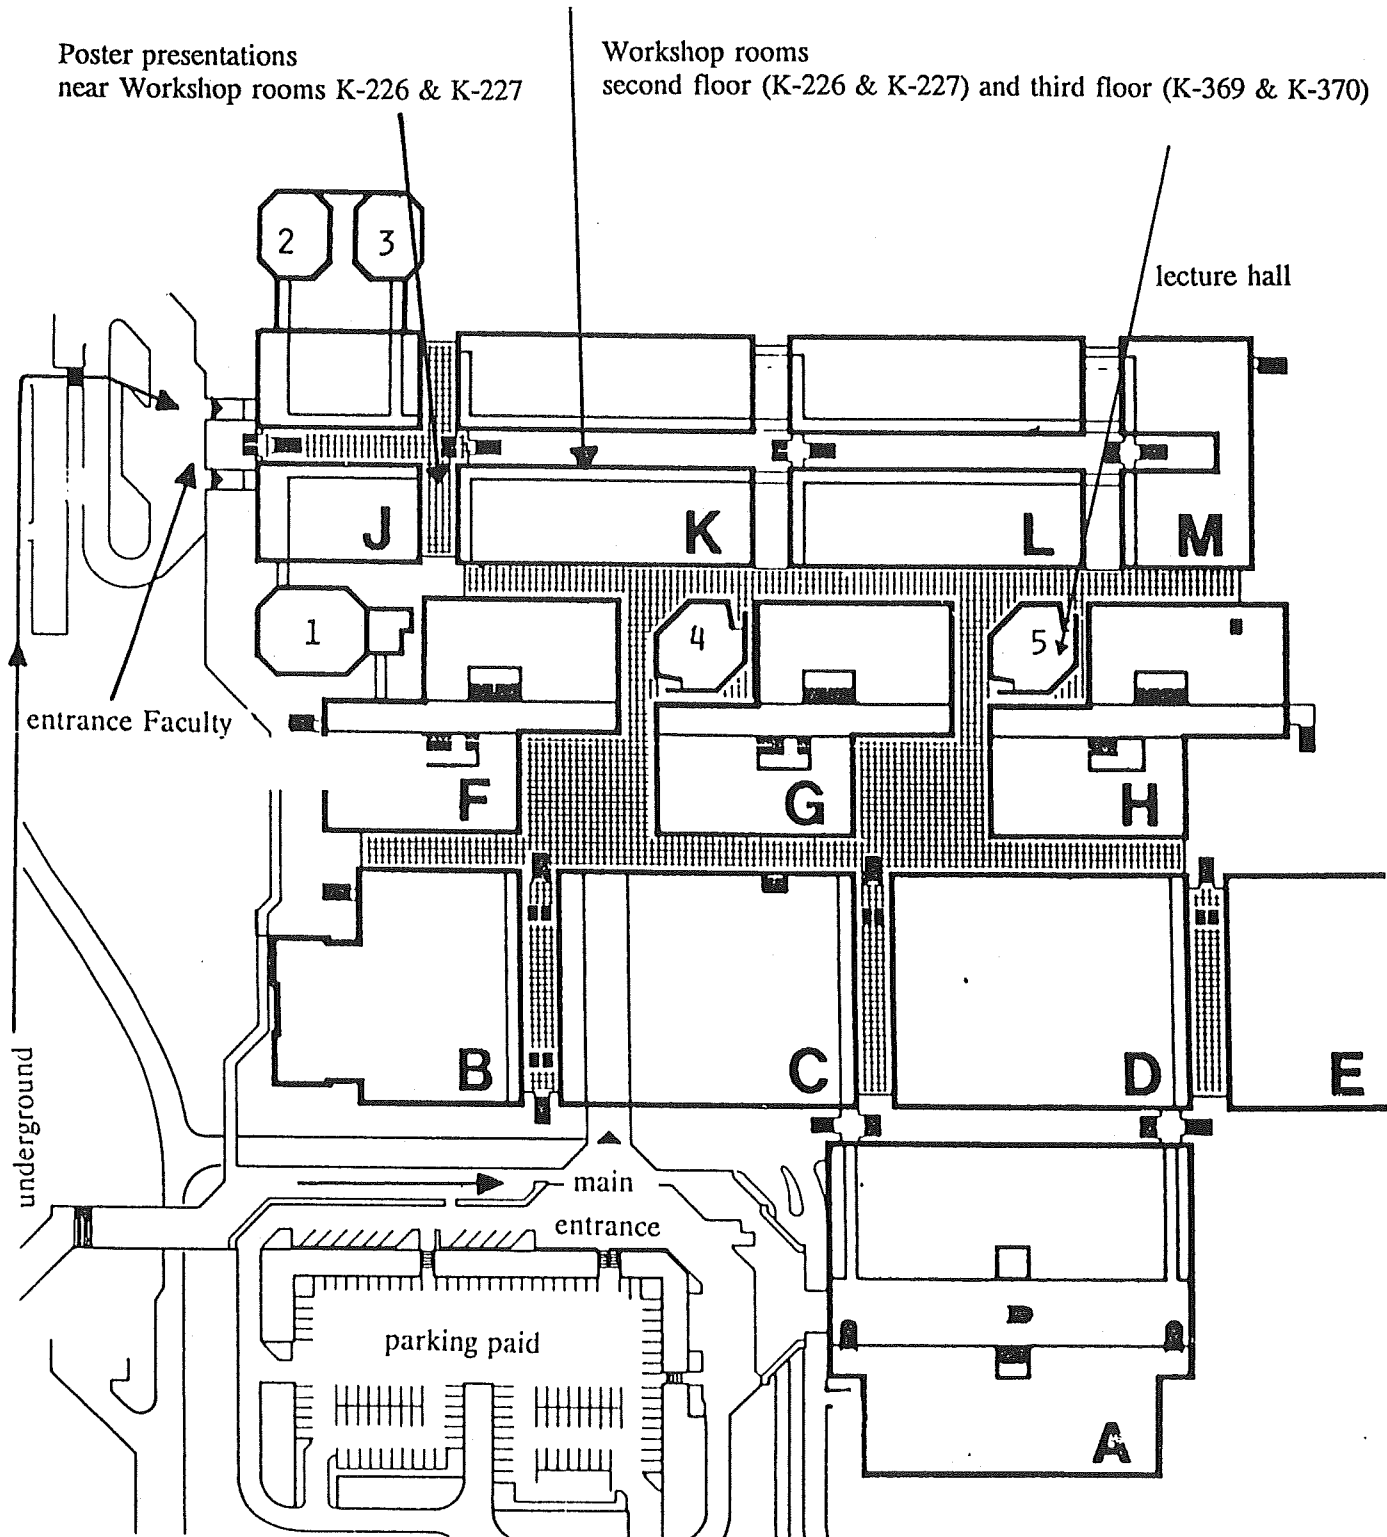 Poster presentations
near Workshop rooms K-226 & K-227
Workshop rooms
second floor (K-226 & K-227) and third floor (K-369 & K-370)
2
3
lecture hall
J
K
L
M
1
4
5
entrance Faculty
F
G
H
B
C
D
E
underground
main
entrance
parking paid
A